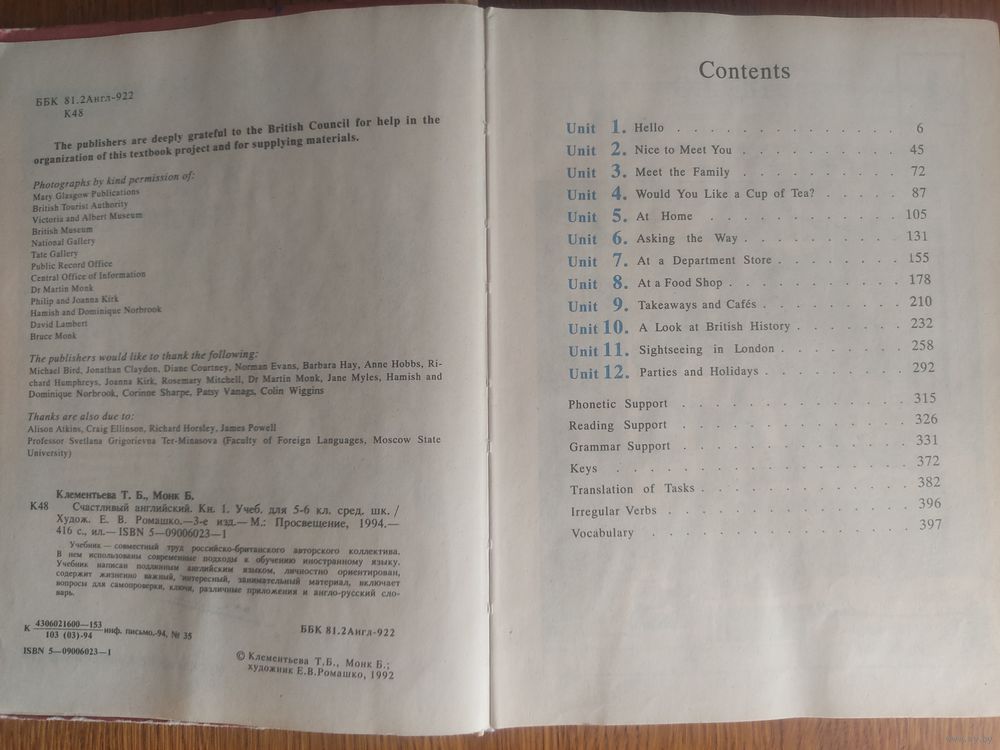 ББК 81.2Англ-922
К48
The publishers are deeply grateful to the British Council for help in the
organization of this textbook project and for supplying materials.
Photographs by kind permission of:
Mary Glasgow Publications
British Tourist Authority
Victoria and Albert Museum
British Museum
National Gallery
Tate Gallery
Public Record Office
Central Office of Information
Dr Martin Monk
Philip and Joanna Kirk
Hamish and Dominique Norbrook
David Lambert
Bruce Monk
The publishers would like to thank the following:
Michael Bird, Jonathan Claydon, Diane Courtney, Norman Evans, Barbara Hay, Anne Hobbs, Ri-
chard Humphreys, Joanna Kirk, Rosemary Mitchell, Dr Martin Monk, Jane Myles, Hamish and
Dominique Norbrook, Corinne Sharpe, Patsy Vanags, Colin Wiggins
Thanks are also due to:
Alison Atkins, Craig Ellinson, Richard Horsley, James Powell
Professor Svetlana Grigorievna Ter-Minasova (Faculty of Foreign Languages, Moscow State
University)
Клементьева Т. Б., Монк Б.
К48 Счастливый английский. Кн. 1. Учеб. для 5-6 кл. сред. шк. /
Худож. Е. В. Ромашко.—3-е изд.— М.: Просвещение, 1994.—
416 с., ил.— ISBN 5—09006023—1
Учебник — совместный труд российско-британского авторского коллектива.
В нем использованы современные подходы к обучению иностранному языку.
Учебник написан подлинным английским языком, личностно ориентирован,
содержит жизненно важный, интересный, занимательный материал, включает
вопросы для самопроверки, ключи, различные приложения и англо-русский сло-
варь.
К 4306021600—153
103 (03)-94 инф. письмо.-94, № 35
ББК 81.2Англ-922
ISBN 5—09006023—1
© Клементьева Т.Б., Монк Б.;
художник Е.В.Ромашко, 1992
Contents
Unit 1. Hello . . . . . . . . . . . . . 6
Unit 2. Nice to Meet You . . . . . . . . . . 45
Unit 3. Meet the Family . . . . . . . . . . 72
Unit 4. Would You Like a Cup of Tea? . . . . . 87
Unit 5. At Home . . . . . . . . . . . 105
Unit 6. Asking the Way . . . . . . . . . 131
Unit 7. At a Department Store . . . . . . . . 155
Unit 8. At a Food Shop . . . . . . . . . . 178
Unit 9. Takeaways and Cafés . . . . . . . . 210
Unit 10. A Look at British History . . . . . . . 232
Unit 11. Sightseeing in London . . . . . . . . 258
Unit 12. Parties and Holidays . . . . . . . . 292
Phonetic Support . . . . . . . . . . . . 315
Reading Support . . . . . . . . . . . . 326
Grammar Support . . . . . . . . . . . . 331
Keys . . . . . . . . . . . . . . . 372
Translation of Tasks . . . . . . . . . . . 382
Irregular Verbs . . . . . . . . . . . . 396
Vocabulary . . . . . . . . . . . . . 397